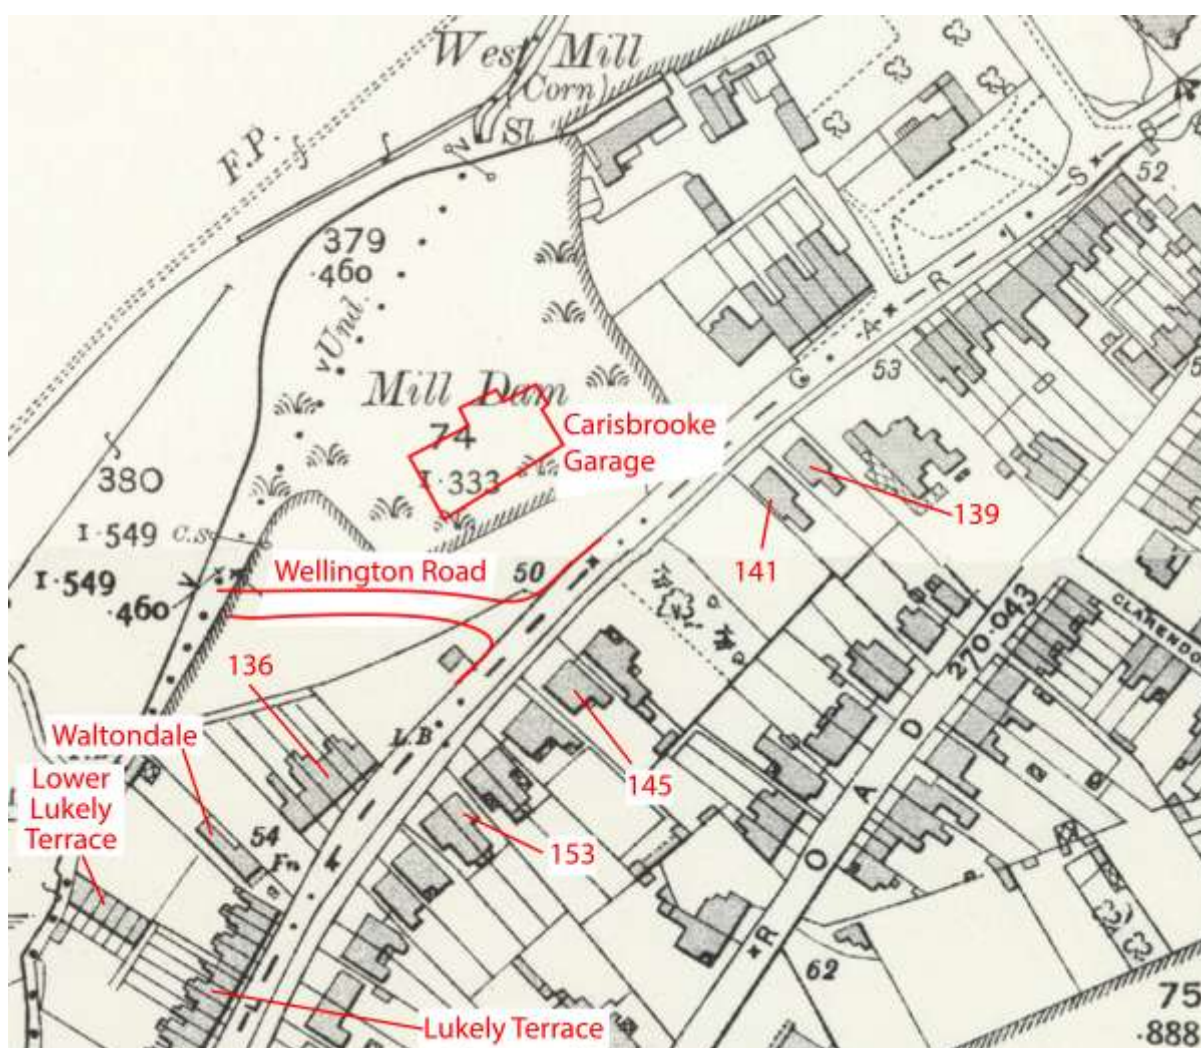 West Mill
(Corn)
Sl
F.P.
52
S
I
R
A
C
379
.460
Und.
53
Mill Dam
Carisbrooke
Garage
74
1.333
380
139
1.549
C.S
141
Wellington Road
50
1.549
.460
270.043
CLARENDO
136
Waltondale
L.B
Lower
Lukely
Terrace
145
D
A
O
R
54
Fn
153
62
Lukely Terrace
75
.888